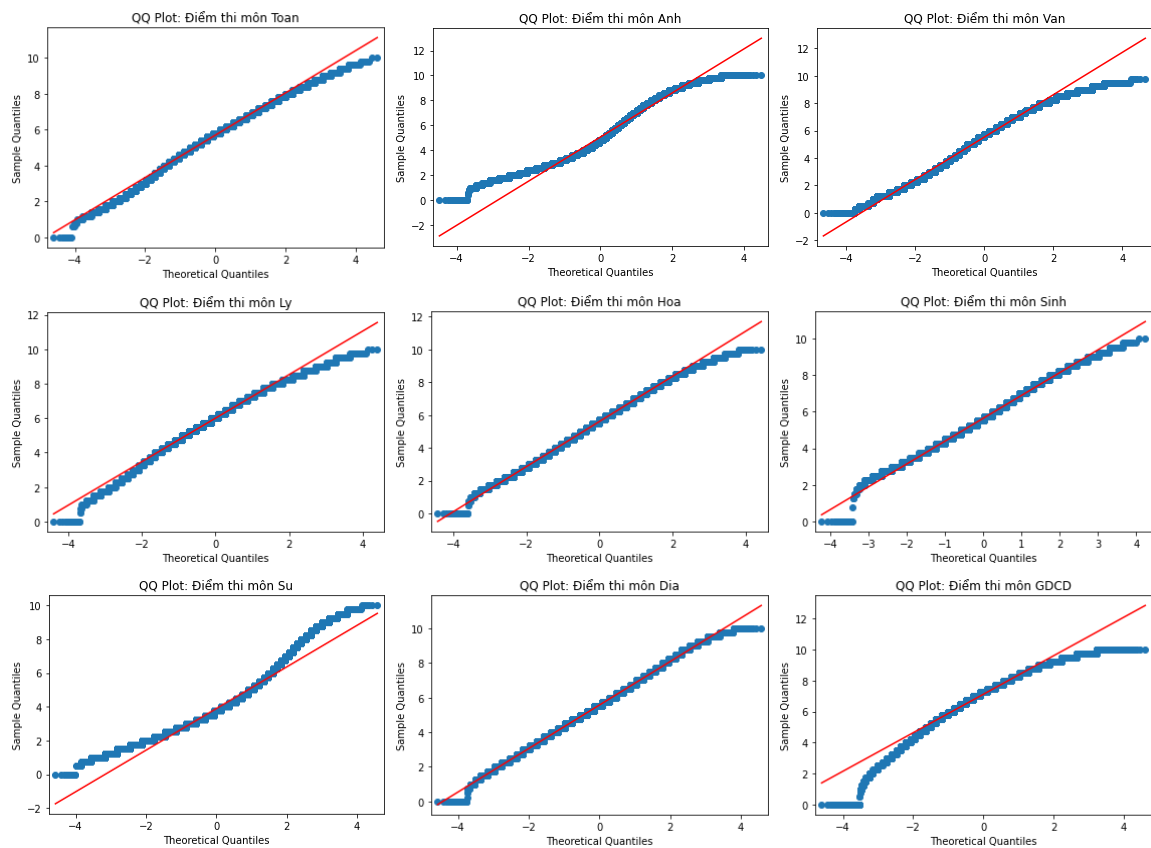 QQ Plot: Điểm thi môn Toan
Sample Quantiles
10
8
6
4
2
0
−4 −2 0 2 4
Theoretical Quantiles
QQ Plot: Điểm thi môn Anh
Sample Quantiles
12
10
8
6
4
2
0
−2
−4 −2 0 2 4
Theoretical Quantiles
QQ Plot: Điểm thi môn Van
Sample Quantiles
12
10
8
6
4
2
0
−2
−4 −2 0 2 4
Theoretical Quantiles
QQ Plot: Điểm thi môn Ly
Sample Quantiles
12
10
8
6
4
2
0
−4 −2 0 2 4
Theoretical Quantiles
QQ Plot: Điểm thi môn Hoa
Sample Quantiles
12
10
8
6
4
2
0
−4 −2 0 2 4
Theoretical Quantiles
QQ Plot: Điểm thi môn Sinh
Sample Quantiles
10
8
6
4
2
0
−4 −3 −2 −1 0 1 2 3 4
Theoretical Quantiles
QQ Plot: Điểm thi môn Su
Sample Quantiles
10
8
6
4
2
0
−2
−4 −2 0 2 4
Theoretical Quantiles
QQ Plot: Điểm thi môn Dia
Sample Quantiles
10
8
6
4
2
0
−4 −2 0 2 4
Theoretical Quantiles
QQ Plot: Điểm thi môn GDCD
Sample Quantiles
12
10
8
6
4
2
0
−4 −2 0 2 4
Theoretical Quantiles